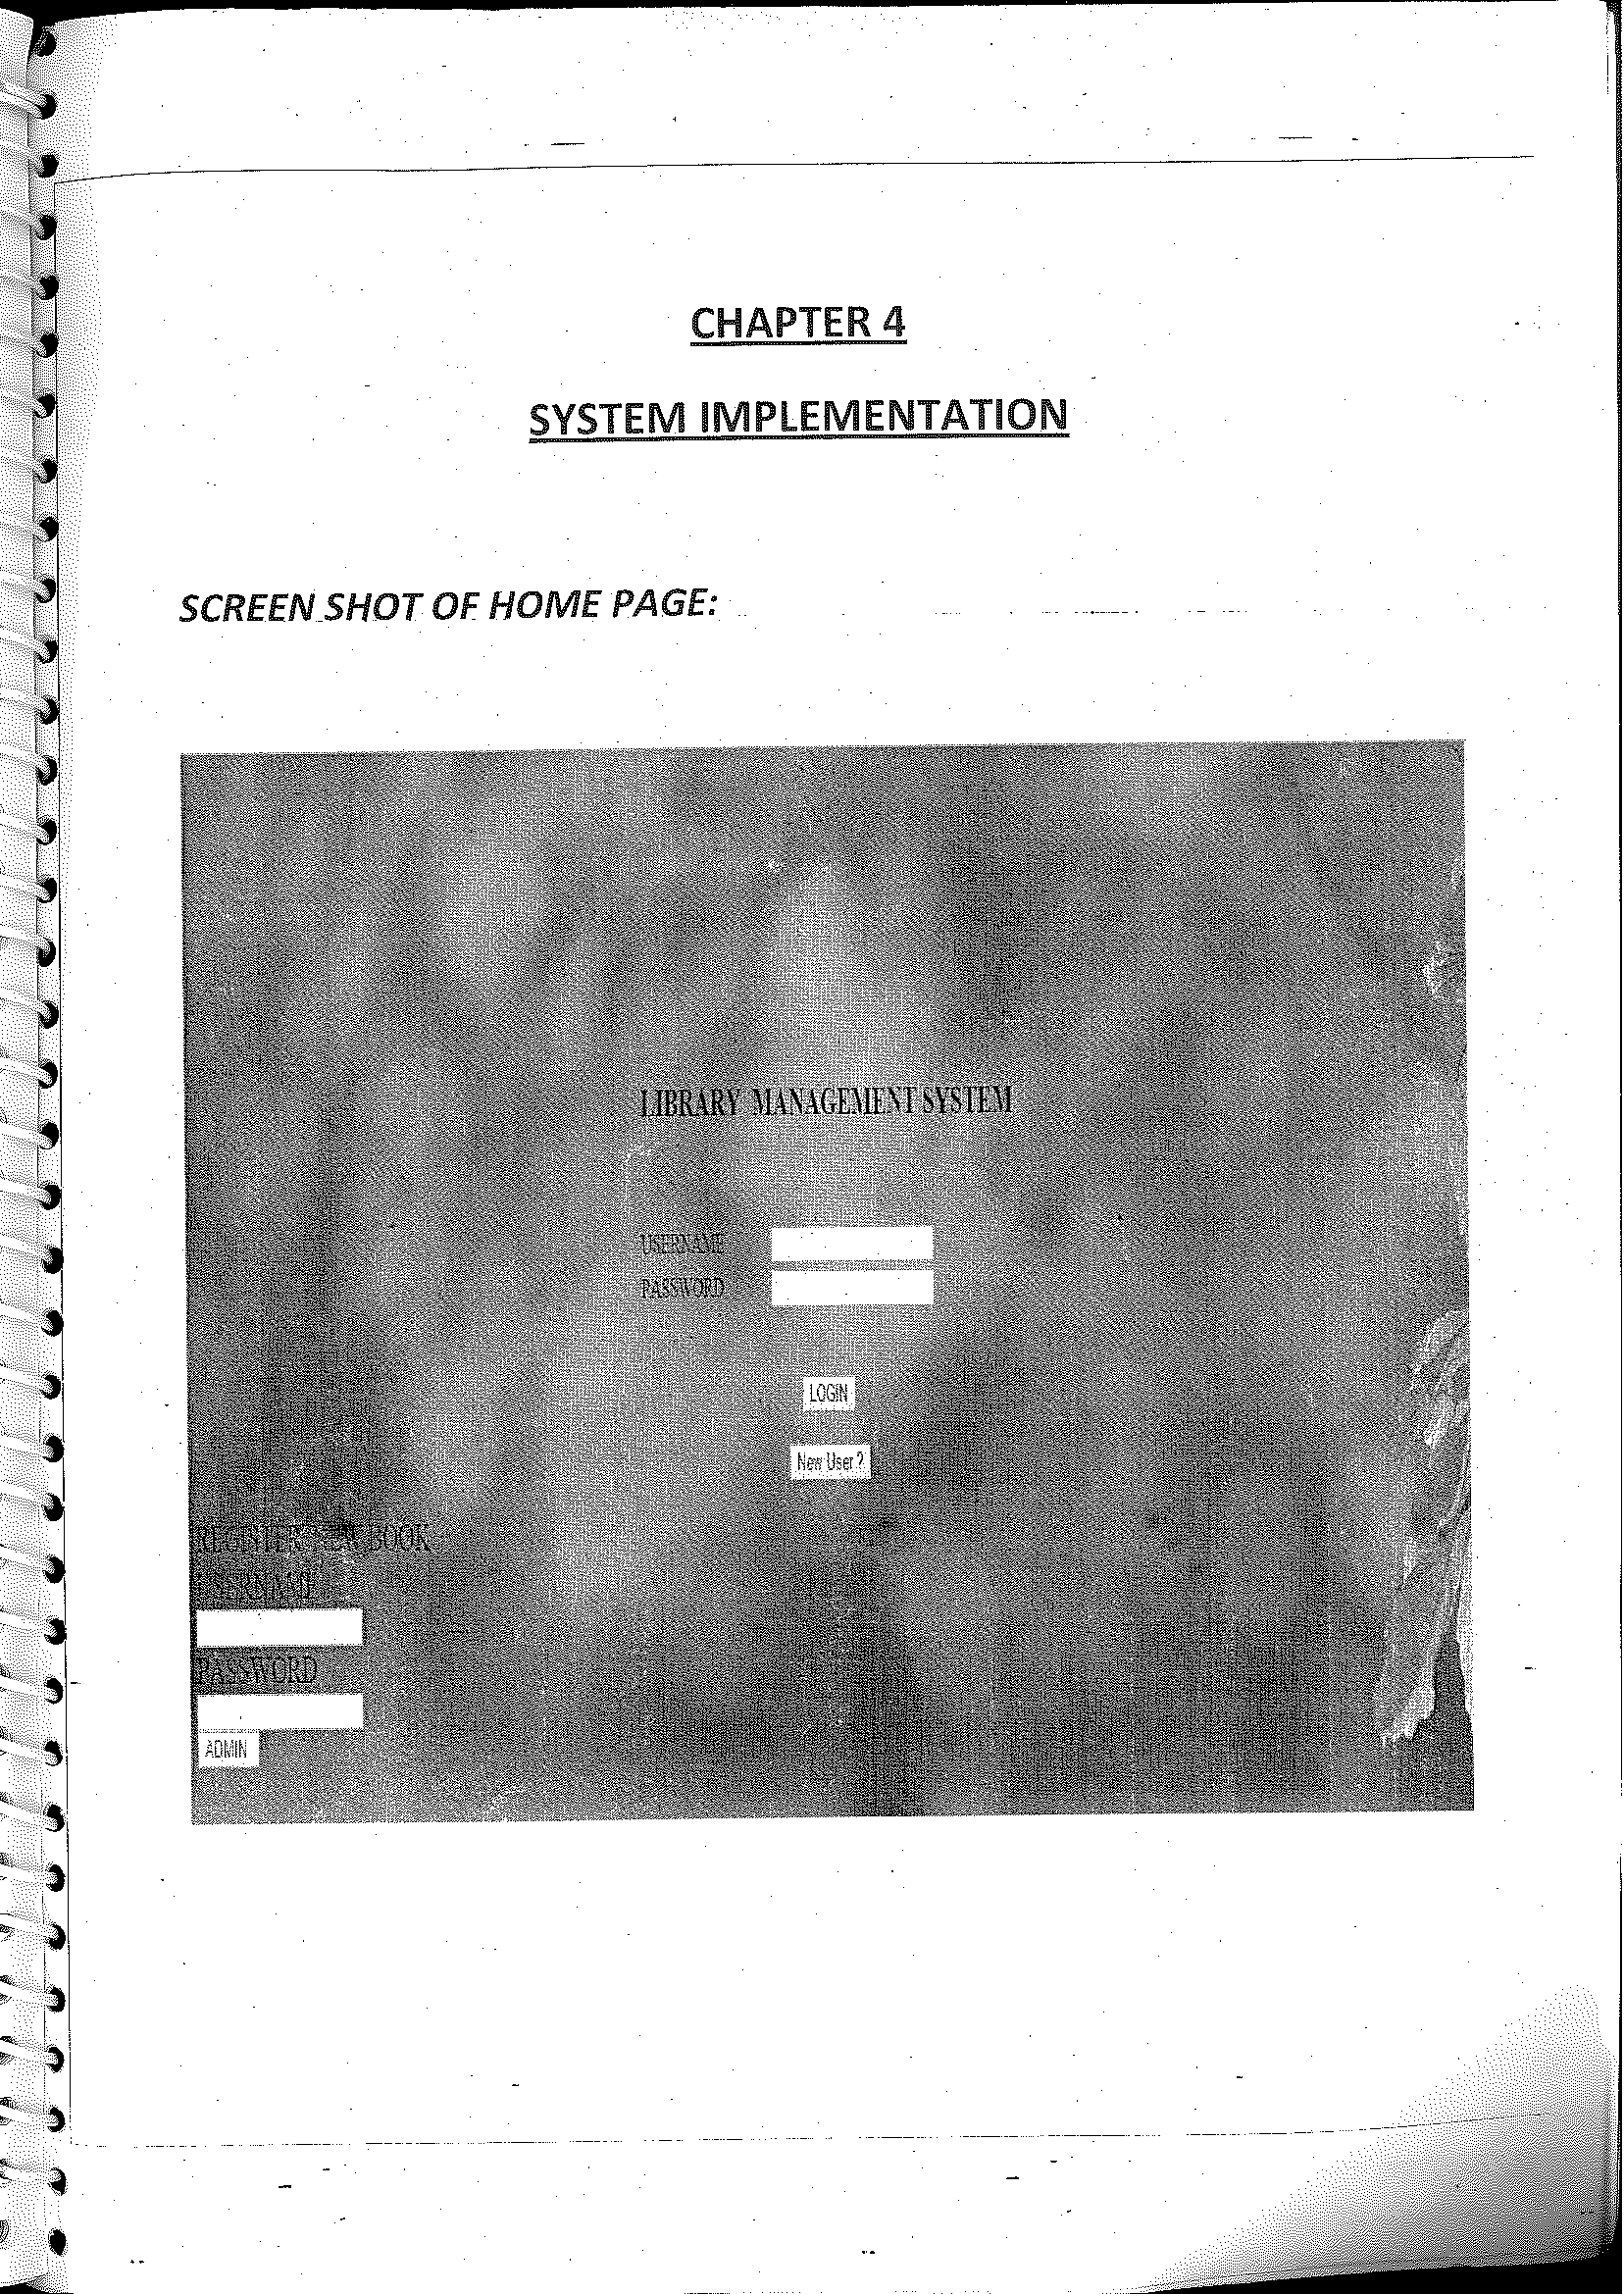 CHAPTER 4
SYSTEM IMPLEMENTATION
SCREEN SHOT OF HOME PAGE:
LIBRARY MANAGEMENT SYSTEM
USERNAME
PASSWORD
LOGIN
New User ?
REGISTER NEW BOOK
USERNAME
PASSWORD
ADMIN